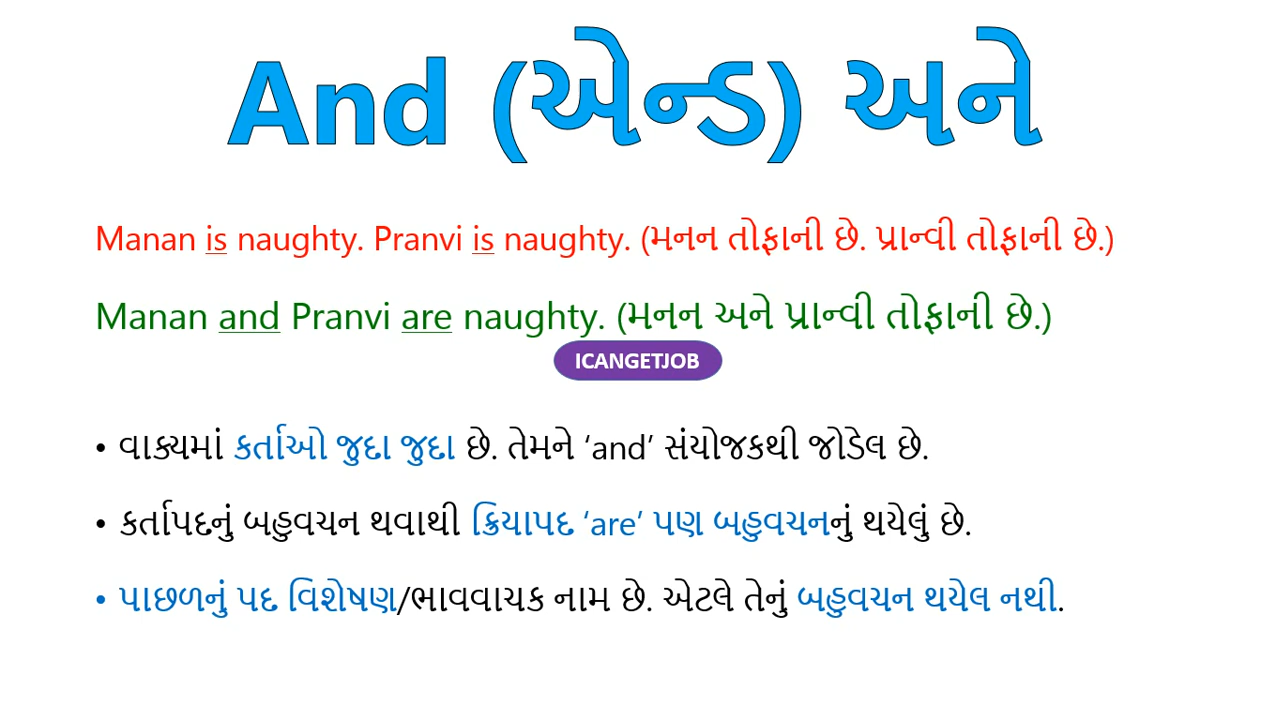 And (એન્ડ) અને
Manan is naughty. Pranvi is naughty. (મનન તોફાની છે. પ્રાન્વી તોફાની છે.)
Manan and Pranvi are naughty. (મનન અને પ્રાન્વી તોફાની છે.)
ICANGETJOB
• વાક્યમાં કર્તાઓ જુદા જુદા છે. તેમને ‘and’ સંયોજકથી જોડેલ છે.
• કર્તાપદનું બહુવચન થવાથી ક્રિયાપદ ‘are’ પણ બહુવચનનું થયેલું છે.
• પાછળનું પદ વિશેષણ/ભાવવાચક નામ છે. એટલે તેનું બહુવચન થયેલ નથી.